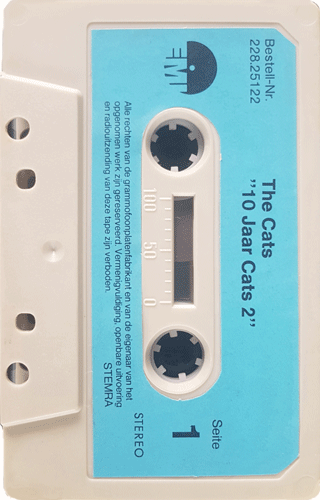 Bestell-Nr.
228.25122
EMI
The Cats
"10 Jaar Cats 2"
100 50 0
Seite
1
STEREO
Alle rechten van de grammofoonplatenfabrikant en van de eigenaar van het
opgenomen werk zijn gereserveerd. Vermenigvuldiging, openbare uitvoering
en radiouitzending van deze tape zijn verboden.
STEMRA